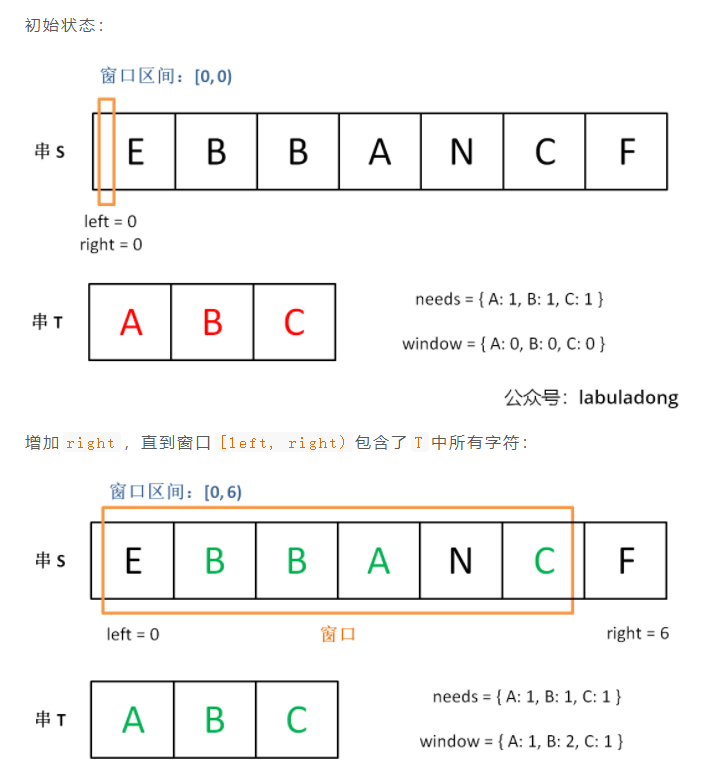 初始状态：
窗口区间：[0,0)
串 S E B B A N C F
left = 0
right = 0
串 T A B C
needs = { A: 1, B: 1, C: 1 }
window = { A: 0, B: 0, C: 0 }
公众号：labuladong
增加 right ，直到窗口 [left, right) 包含了 T 中所有字符：
窗口区间：[0,6)
串 S E B B A N C F
left = 0 窗口 right = 6
串 T A B C
needs = { A: 1, B: 1, C: 1 }
window = { A: 1, B: 2, C: 1 }